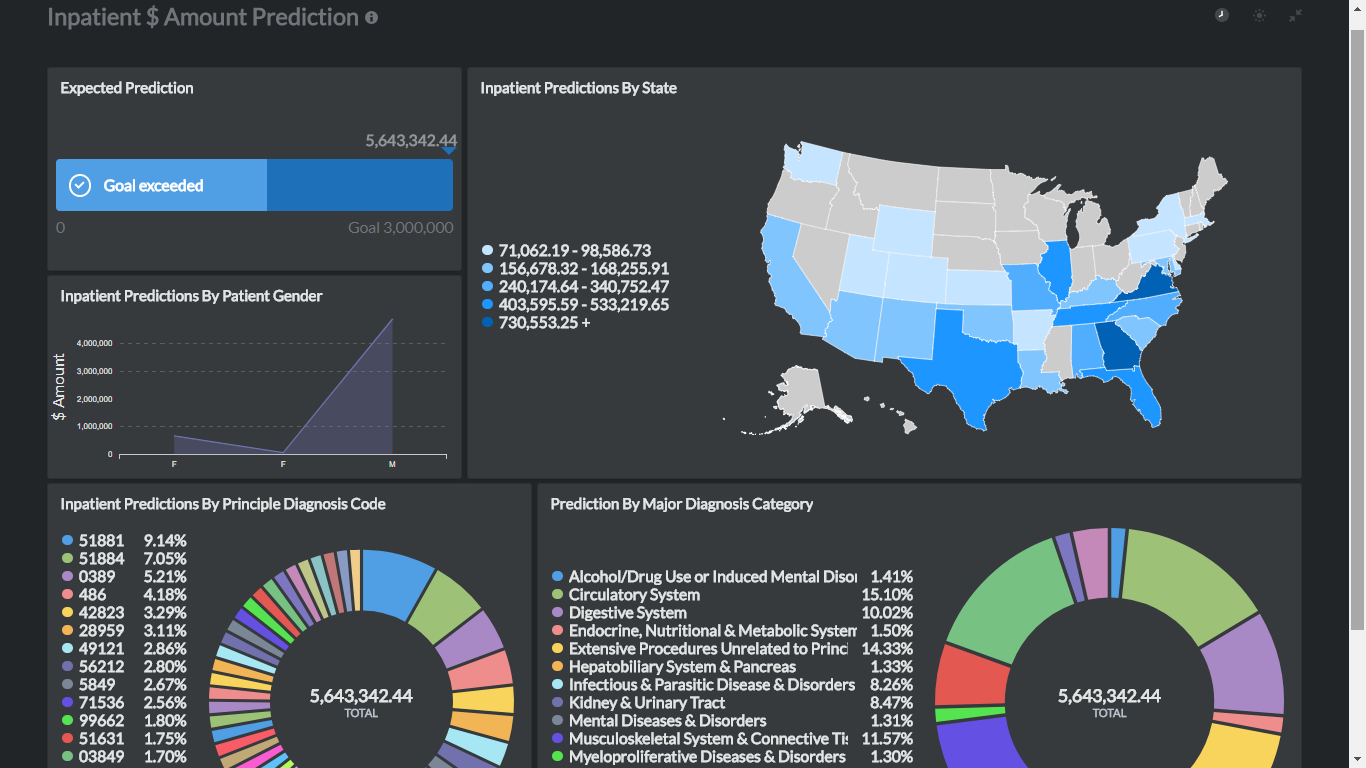 Inpatient $ Amount Prediction
Expected Prediction
5,643,342.44
Goal exceeded
0
Goal 3,000,000
Inpatient Predictions By State
71,062.19 - 98,586.73
156,678.32 - 168,255.91
240,174.64 - 340,752.47
403,595.59 - 533,219.65
730,553.25 +
Inpatient Predictions By Patient Gender
$ Amount
4,000,000
3,000,000
2,000,000
1,000,000
0
F F M
Inpatient Predictions By Principle Diagnosis Code
51881 9.14%
51884 7.05%
0389 5.21%
486 4.18%
42823 3.29%
28959 3.11%
49121 2.86%
56212 2.80%
5849 2.67%
71536 2.56%
99662 1.80%
51631 1.75%
03849 1.70%
5,643,342.44
TOTAL
Prediction By Major Diagnosis Category
Alcohol/Drug Use or Induced Mental Disor 1.41%
Circulatory System 15.10%
Digestive System 10.02%
Endocrine, Nutritional & Metabolic System 1.50%
Extensive Procedures Unrelated to Princi 14.33%
Hepatobiliary System & Pancreas 1.33%
Infectious & Parasitic Disease & Disorders 8.26%
Kidney & Urinary Tract 8.47%
Mental Diseases & Disorders 1.31%
Musculoskeletal System & Connective Tis 11.57%
Myeloproliferative Diseases & Disorders 1.30%
5,643,342.44
TOTAL